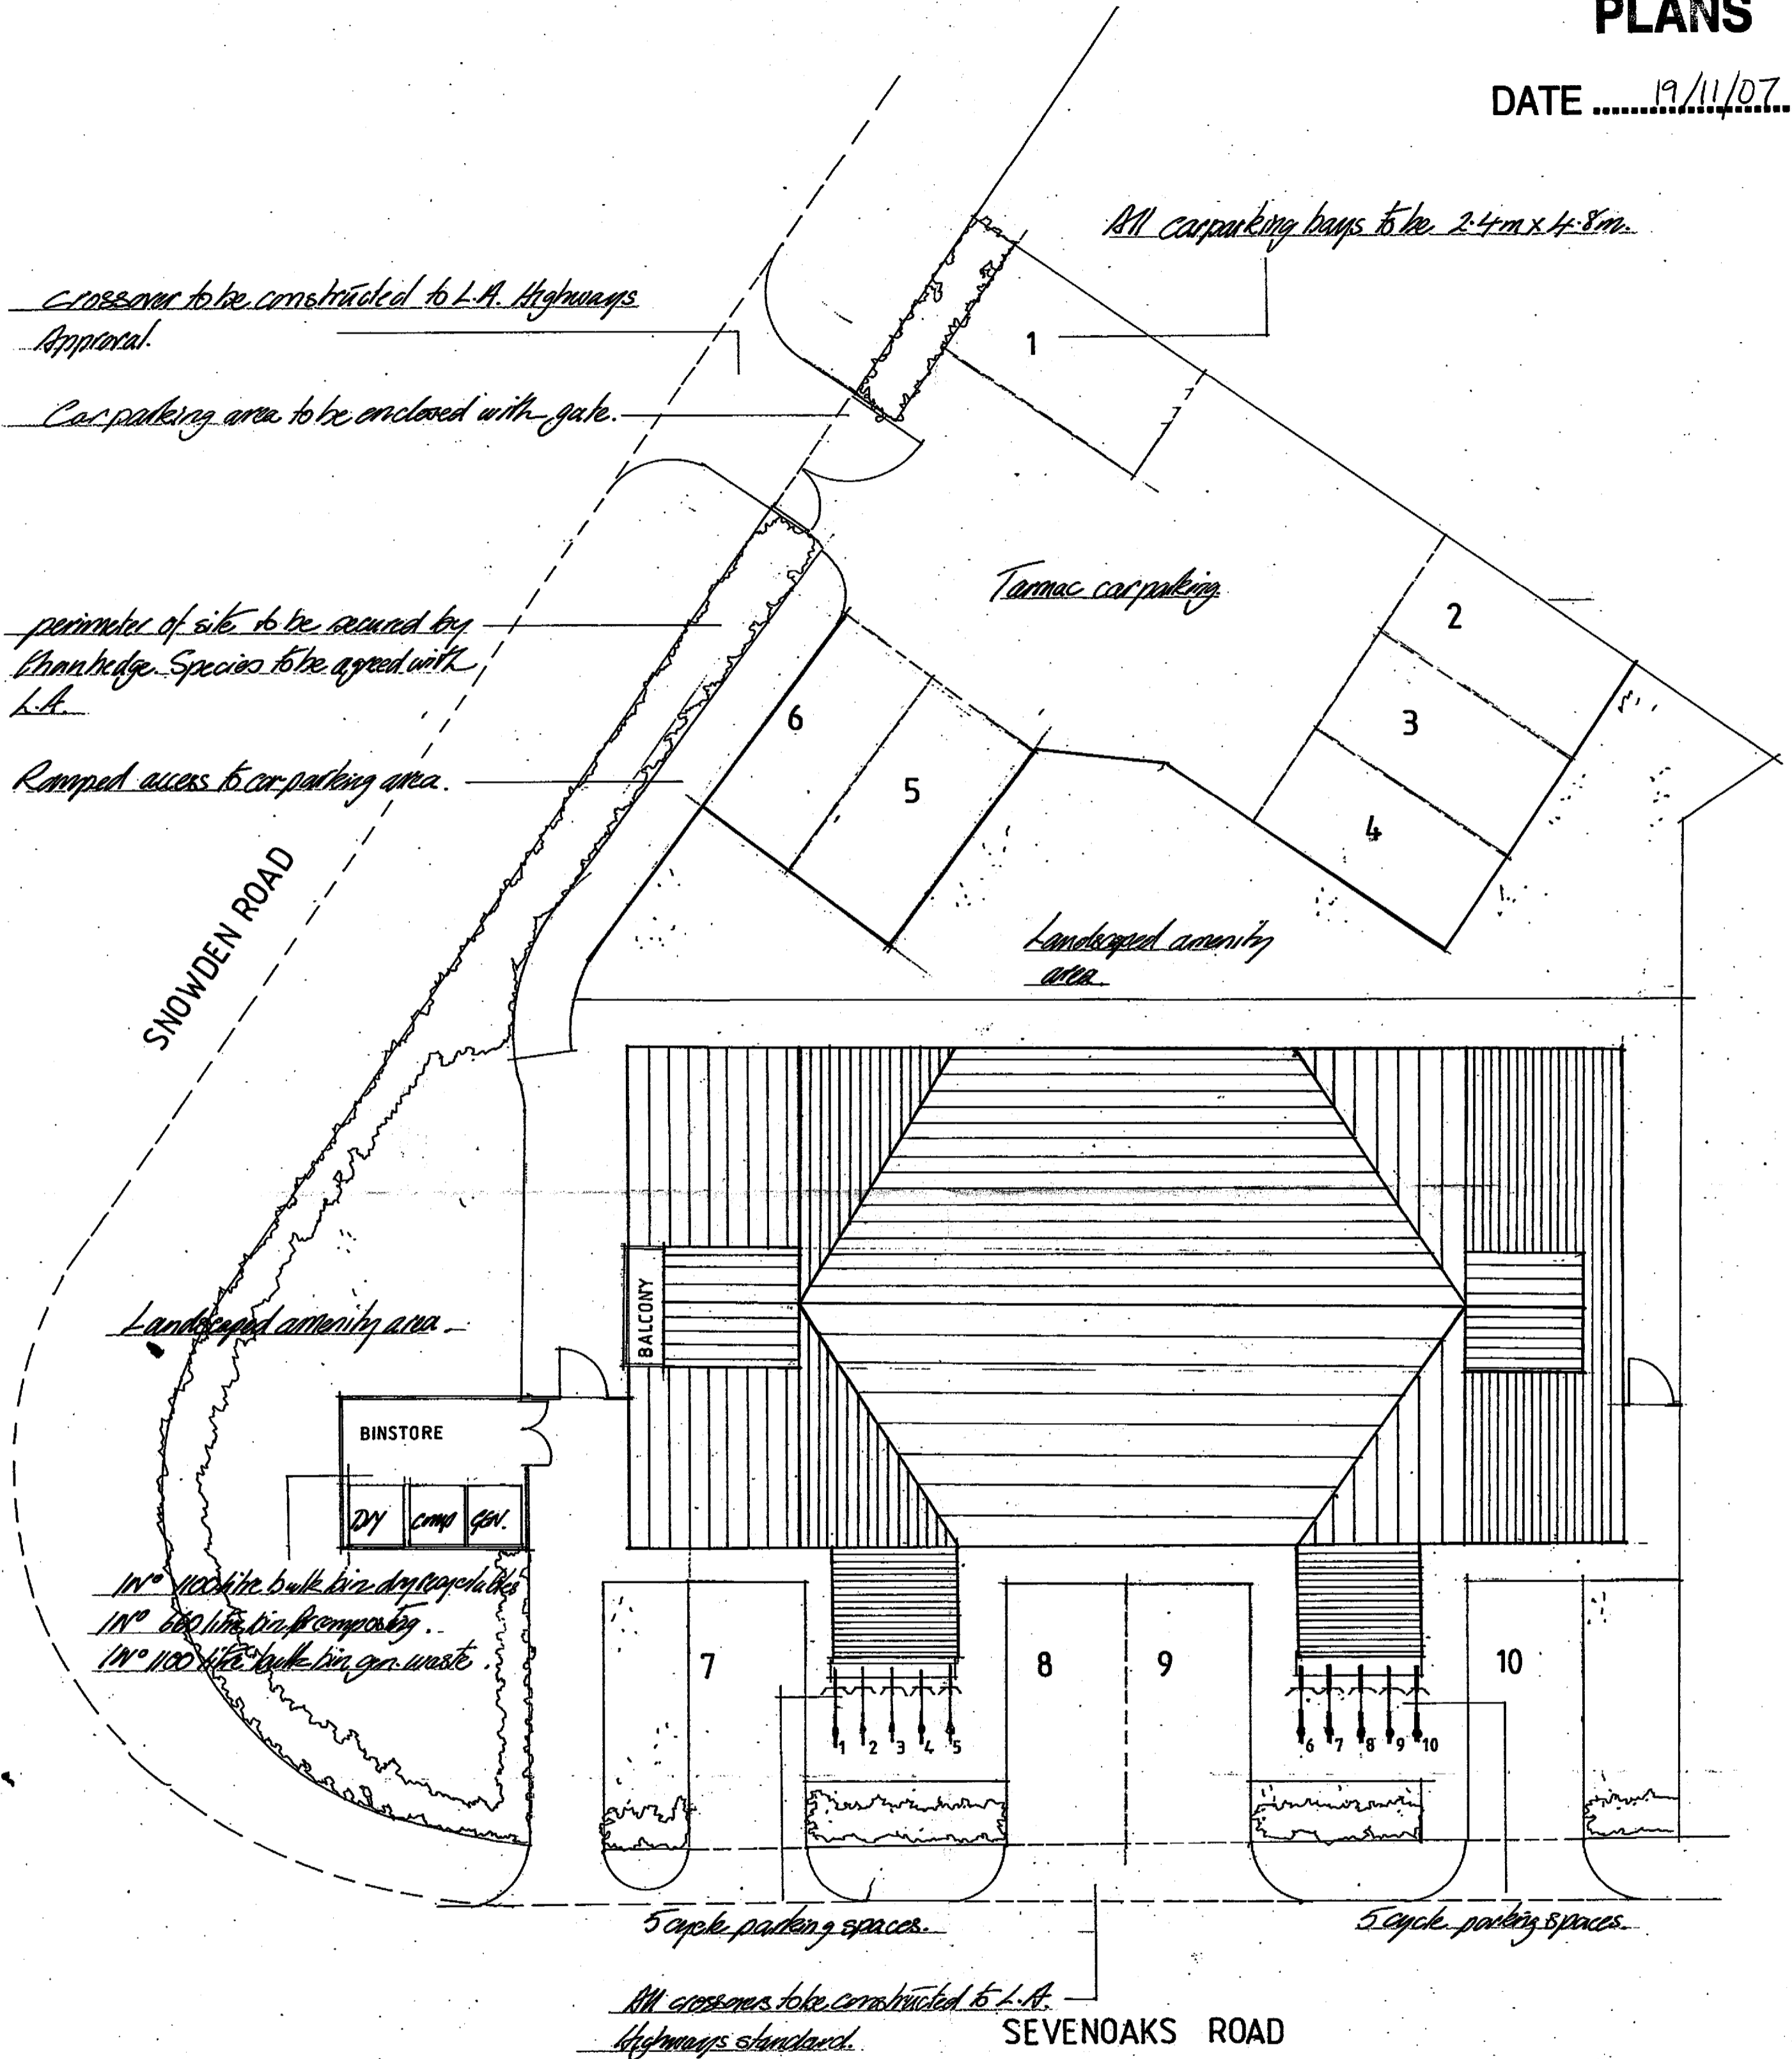 PLANS
DATE ........19/11/07...
All carparking bays to be 2.4m x 4.8m.
Crossover to be constructed to L.A. Highways
Approval.
1
Car parking area to be enclosed with gate.
Tarmac carparking.
2
perimeter of site to be secured by
hedge. Species to be agreed with
L.A.
3
6
Ramped access to car parking area.
5
4
SNOWDEN ROAD
Landscaped amenity
area.
BALCONY
Landscaped amenity area.
BINSTORE
DRY comp GEN.
1No 1100 litre bulk bin dry recyclables
1No 660 litre bin for composting.
1No 1100 litre bulk bin gen. waste.
7 8 9 10
1 2 3 4 5 6 7 8 9 10
5 cycle parking spaces. 5 cycle parking spaces.
All crossovers to be constructed to L.A.
Highways standard.
SEVENOAKS ROAD